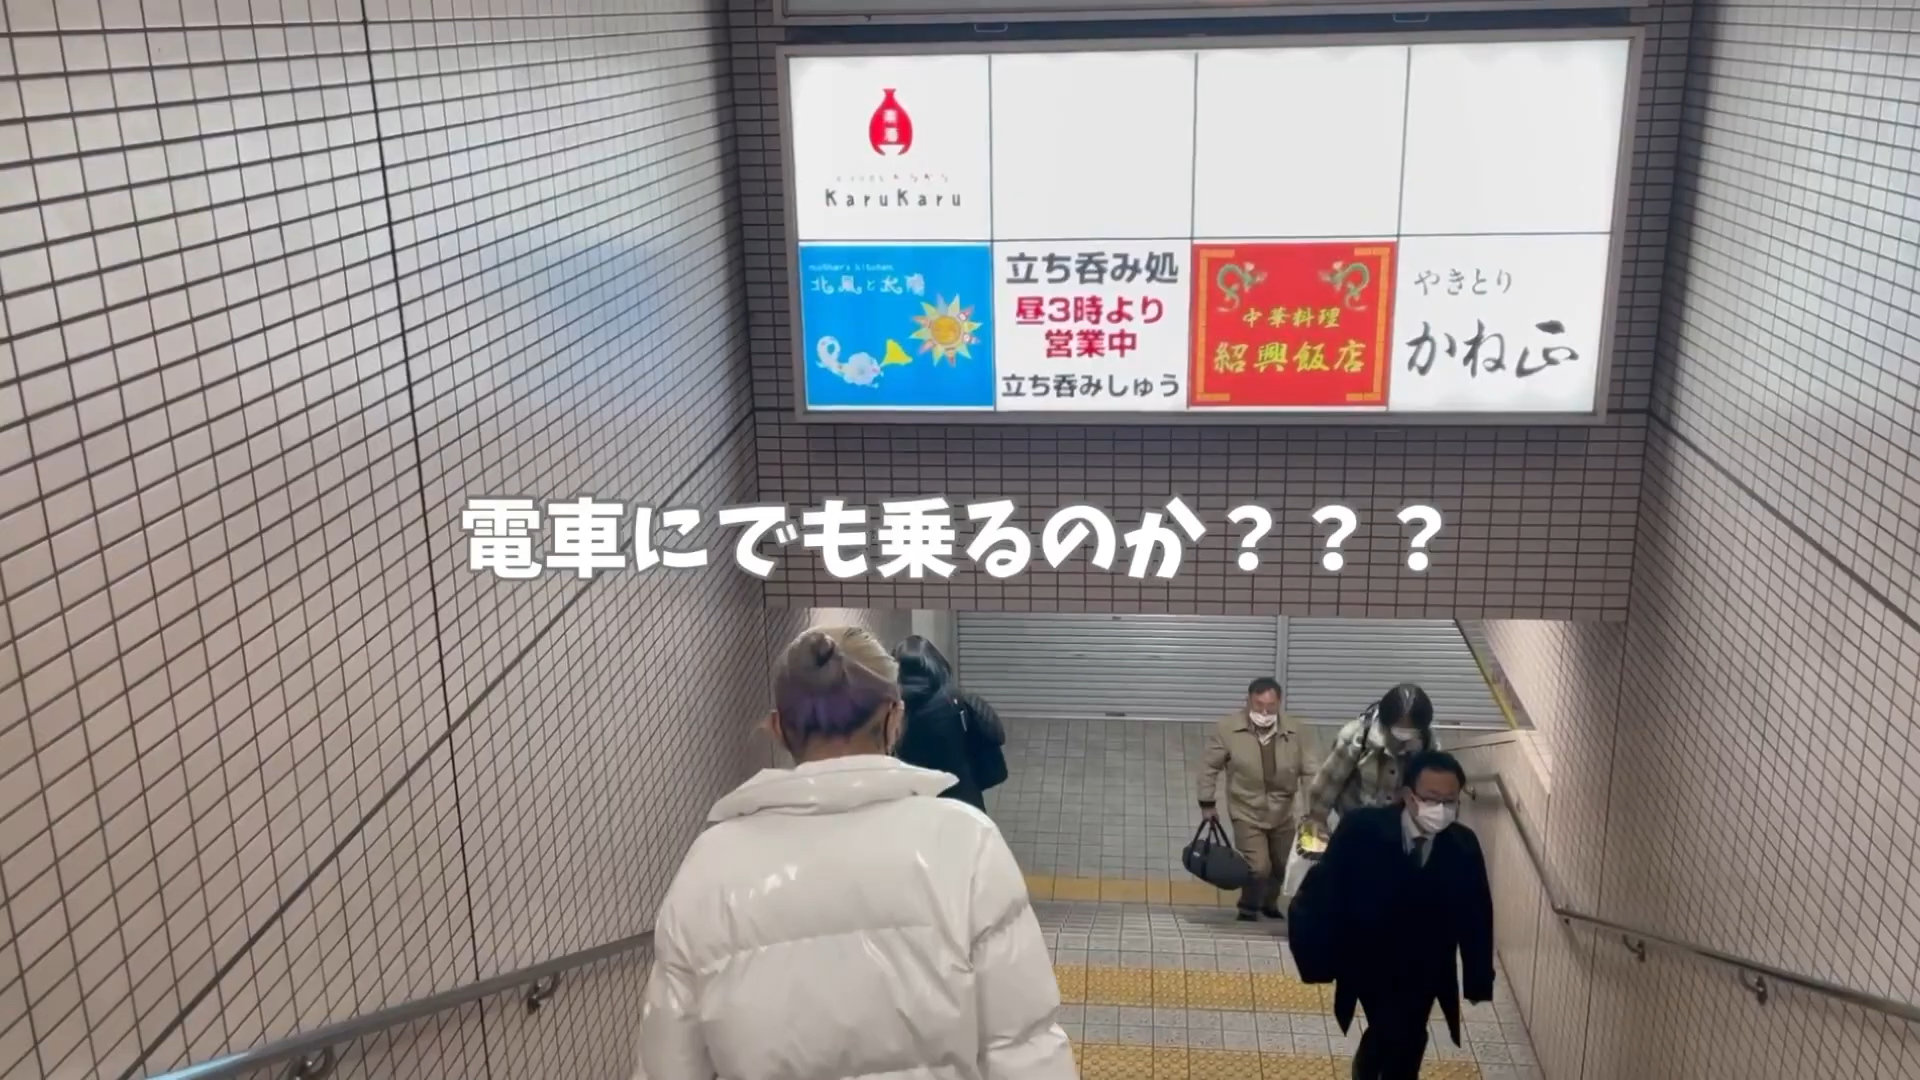 KaruKaru
mother's kitchen
北風と太陽
立ち呑み処
昼3時より
営業中
立ち呑みしゅう
中華料理
紹興飯店
やきとり
かね正
電車にでも乗るのか？？？